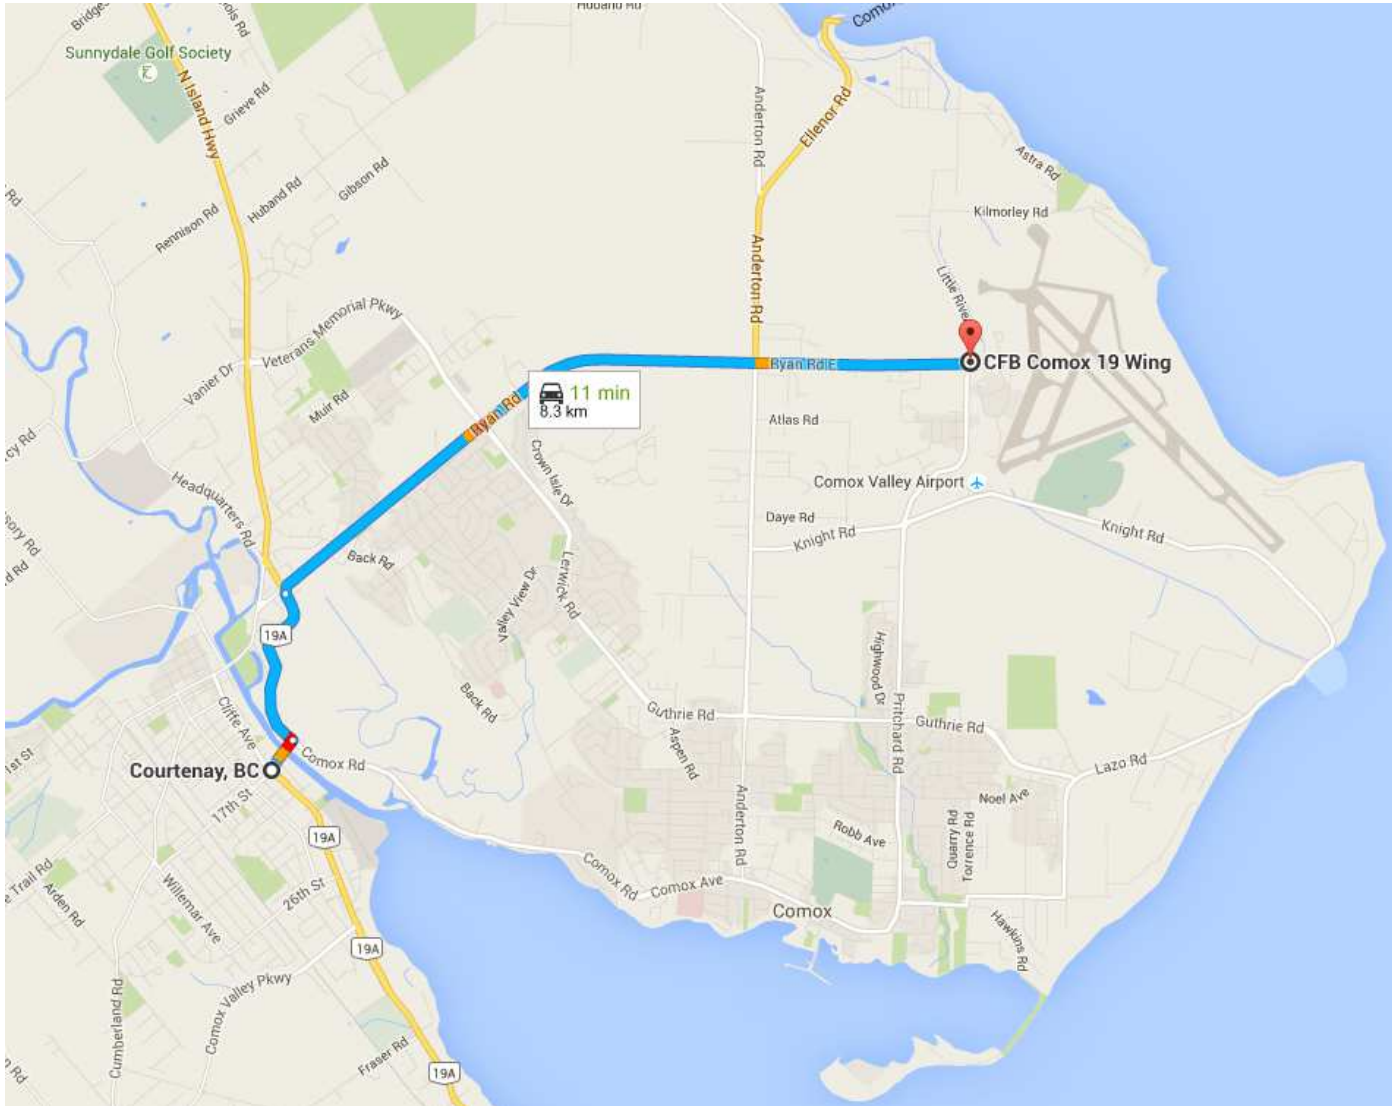 Huband Rd
Sunnydale Golf Society
N Island Hwy
Grieve Rd
Anderton Rd
Ellenor Rd
Astra Rd
Gibson Rd
Huband Rd
Kilmorley Rd
Rennison Rd
Anderton Rd
Veterans Memorial Pkwy
CFB Comox 19 Wing
Ryan Rd E
Vanier Dr
11 min
8.3 km
Muir Rd
Ryan Rd
Atlas Rd
Crown Isle Dr
Comox Valley Airport
Headquarters Rd
Daye Rd
Knight Rd
Knight Rd
Back Rd
Valley View Dr
Lerwick Rd
19A
Highwood Dr
Back Rd
Cliffe Ave
Guthrie Rd
Pritchard Rd
Guthrie Rd
Aspen Rd
Comox Rd
Lazo Rd
Courtenay, BC
1st St
17th St
Noel Ave
19A
Anderton Rd
Robb Ave
Quarry Rd
Torrence Rd
Comox Rd
Comox Ave
Arden Rd
Willemar Ave
26th St
Comox
Hawkins Rd
19A
Comox Valley Pkwy
Cumberland Rd
Fraser Rd
19A